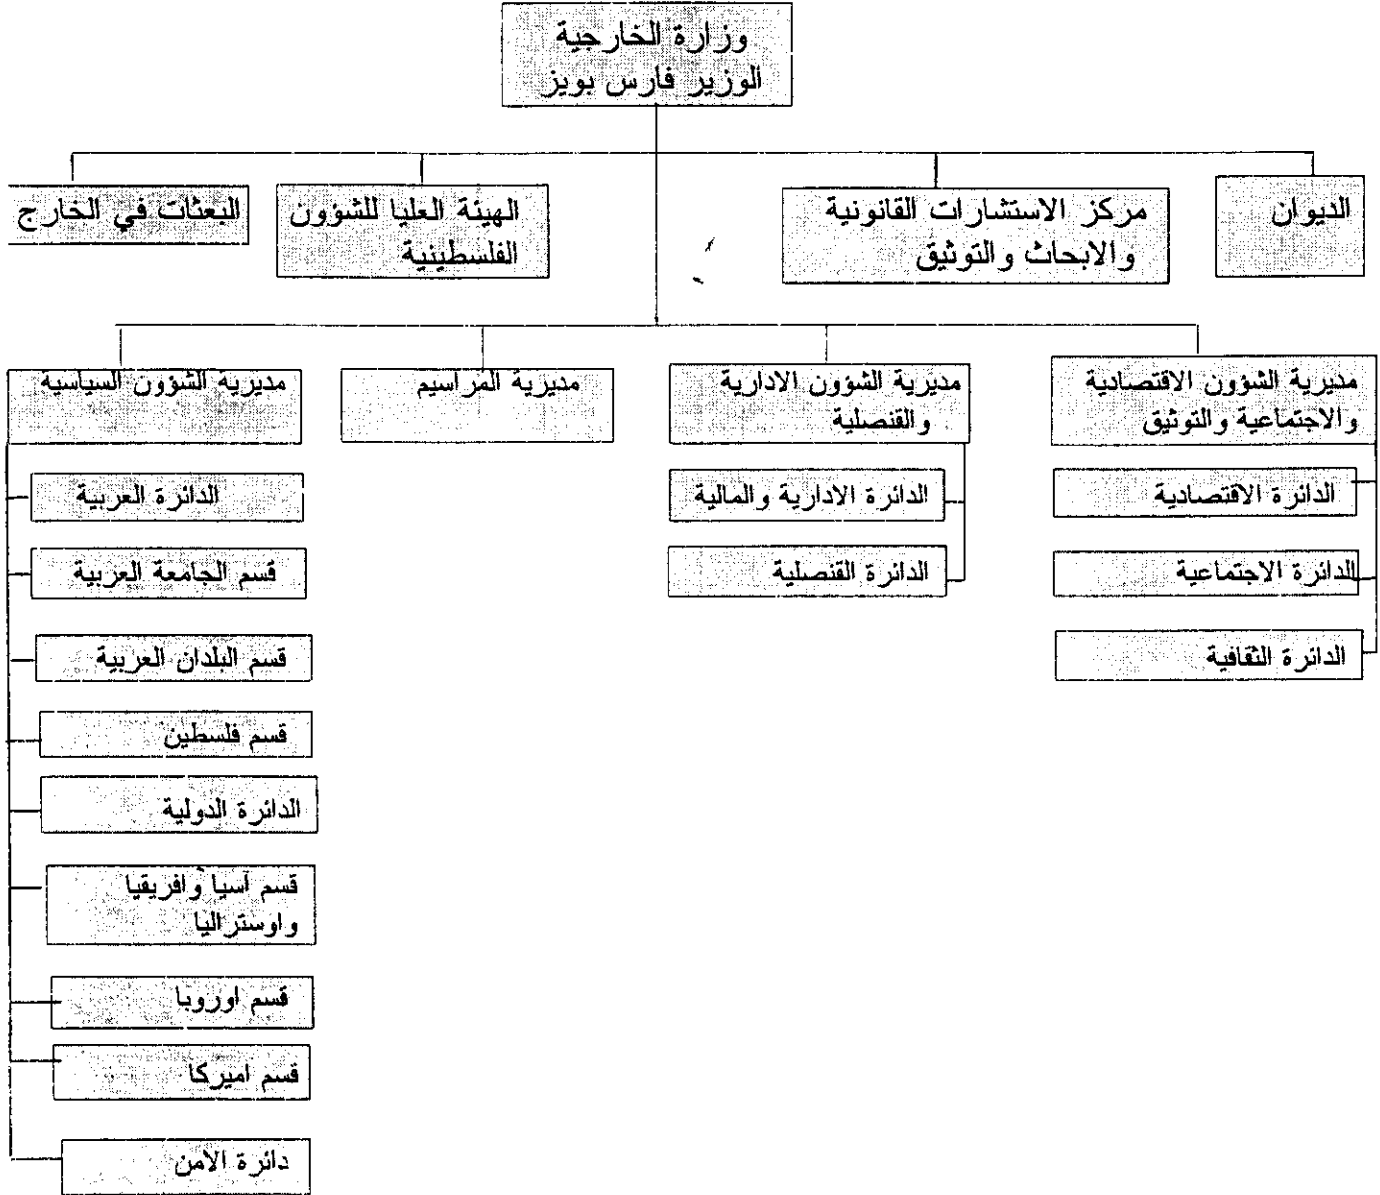 وزارة الخارجية
الوزير فارس بويز
الديوان
مركز الاستشارات القانونية
والابحاث والتوثيق
الهيئة العليا للشؤون
الفلسطينية
البعثات في الخارج
مديرية الشؤون الاقتصادية
والاجتماعية والتوثيق
الدائرة الاقتصادية
الدائرة الاجتماعية
الدائرة الثقافية
مديرية الشؤون الادارية
والقنصلية
الدائرة الادارية والمالية
الدائرة القنصلية
مديرية المراسيم
مديرية الشؤون السياسية
الدائرة العربية
قسم الجامعة العربية
قسم البلدان العربية
قسم فلسطين
الدائرة الدولية
قسم آسيا وافريقيا
واوستراليا
قسم اوروبا
قسم اميركا
دائرة الامن